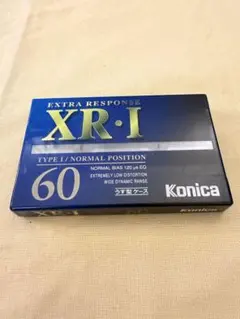 EXTRA RESPONSE
XR·I
TYPE I / NORMAL POSITION
60
NORMAL BIAS 120 µs EQ
EXTREMELY LOW DISTORTION
WIDE DYNAMIC RANGE
うす型ケース
Konica